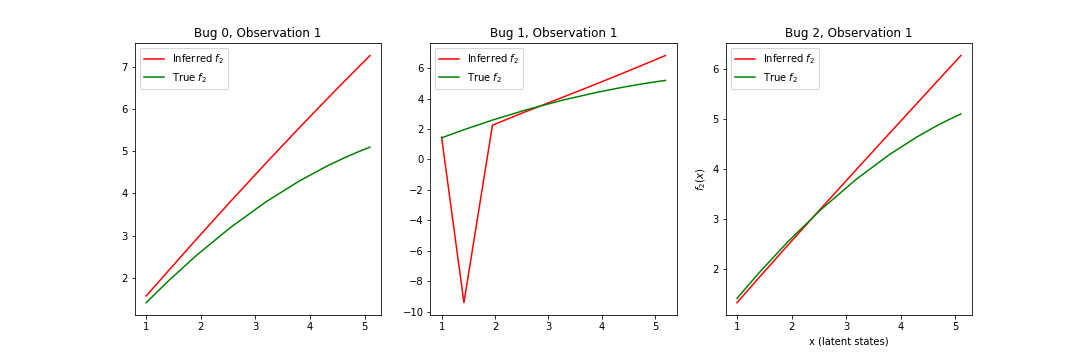 Bug 0, Observation 1
Inferred f₂
True f₂
7
6
5
4
3
2
1 2 3 4 5
Bug 1, Observation 1
Inferred f₂
True f₂
6
4
2
0
−2
−4
−6
−8
−10
1 2 3 4 5
Bug 2, Observation 1
Inferred f₂
True f₂
f₂(x)
6
5
4
3
2
1 2 3 4 5
x (latent states)